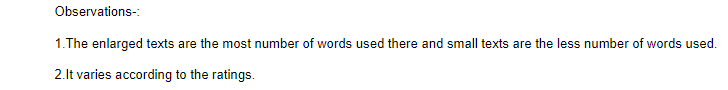 Observations-:
1.The enlarged texts are the most number of words used there and small texts are the less number of words used.
2.It varies according to the ratings.